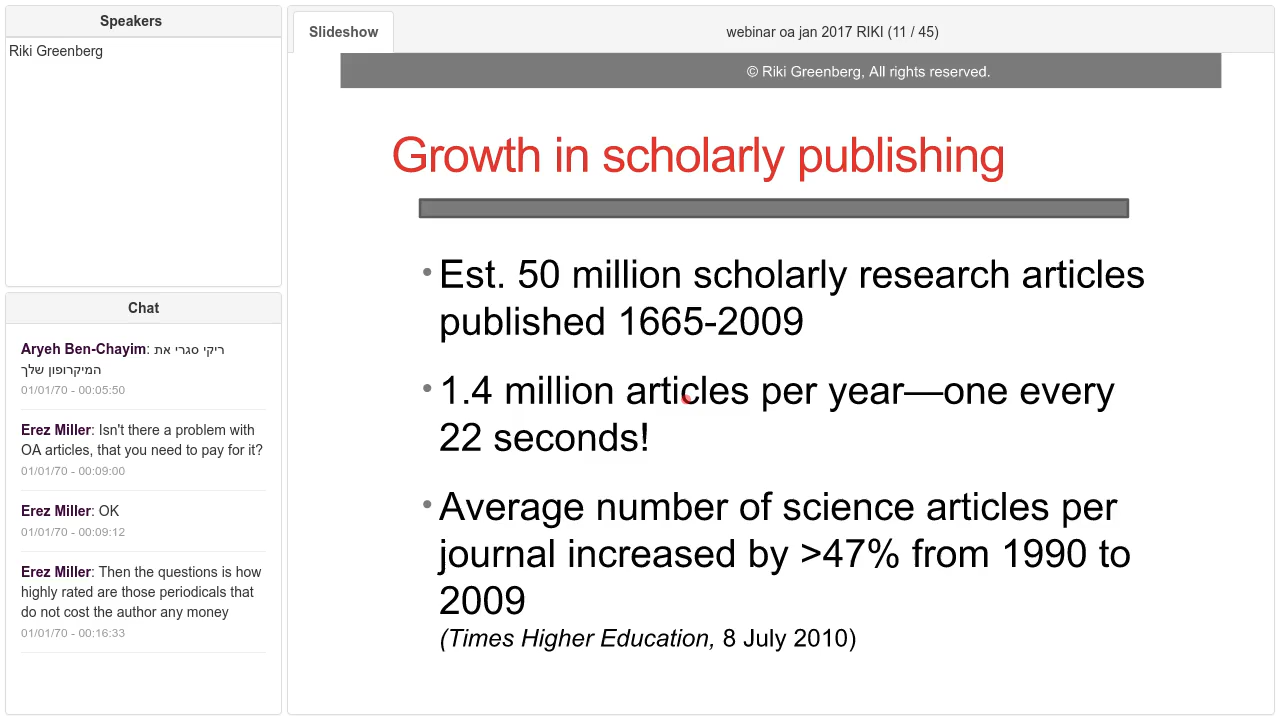 Speakers
Riki Greenberg
Chat
Aryeh Ben-Chayim: ריקי סגרי את
המיקרופון שלך
01/01/70 - 00:05:50
Erez Miller: Isn't there a problem with
OA articles, that you need to pay for it?
01/01/70 - 00:09:00
Erez Miller: OK
01/01/70 - 00:09:12
Erez Miller: Then the questions is how
highly rated are those periodicals that
do not cost the author any money
01/01/70 - 00:16:33
Slideshow
webinar oa jan 2017 RIKI (11 / 45)
© Riki Greenberg, All rights reserved.
Growth in scholarly publishing
• Est. 50 million scholarly research articles
published 1665-2009
• 1.4 million articles per year—one every
22 seconds!
• Average number of science articles per
journal increased by >47% from 1990 to
2009
(Times Higher Education, 8 July 2010)